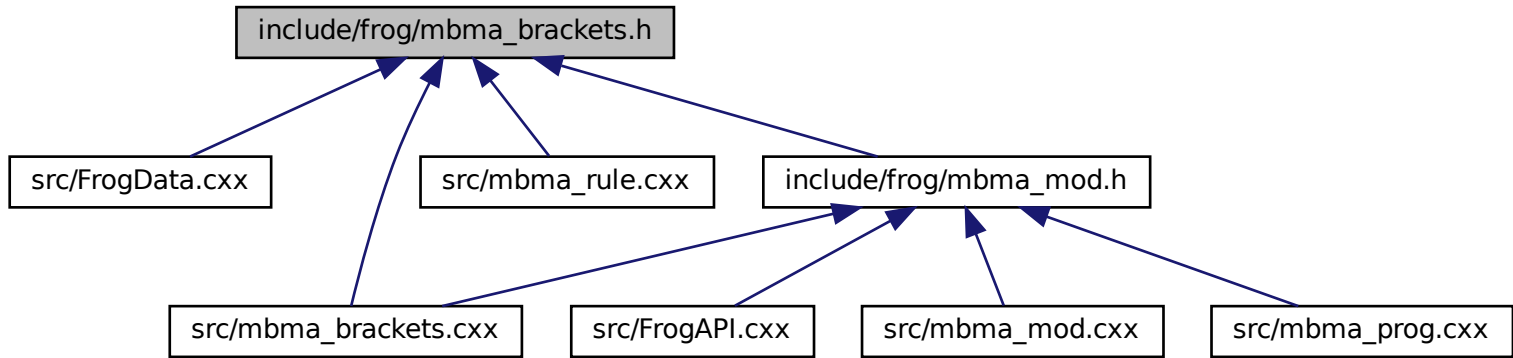 include/frog/mbma_brackets.h
src/FrogData.cxx
src/mbma_rule.cxx
include/frog/mbma_mod.h
src/mbma_brackets.cxx
src/FrogAPI.cxx
src/mbma_mod.cxx
src/mbma_prog.cxx